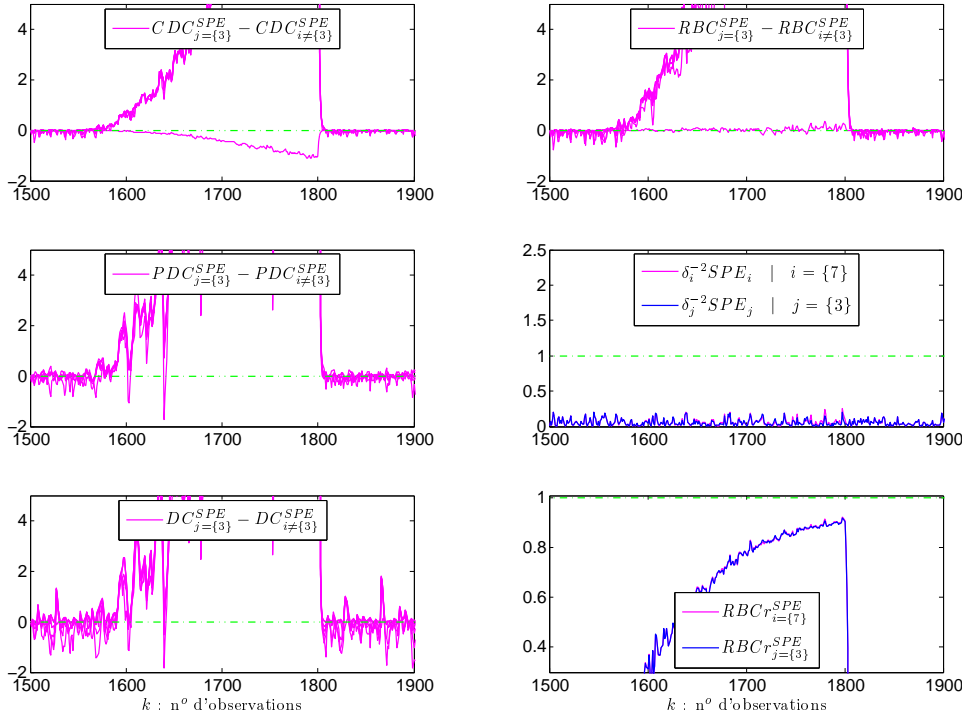 CDC^{SPE}_{j={3}} − CDC^{SPE}_{i≠{3}}
4
2
0
−2
1500 1600 1700 1800 1900
RBC^{SPE}_{j={3}} − RBC^{SPE}_{i≠{3}}
4
2
0
−2
1500 1600 1700 1800 1900
PDC^{SPE}_{j={3}} − PDC^{SPE}_{i≠{3}}
4
2
0
−2
1500 1600 1700 1800 1900
δ_i^{−2}SPE_i | i = {7}
δ_j^{−2}SPE_j | j = {3}
2.5
2
1.5
1
0.5
0
1500 1600 1700 1800 1900
DC^{SPE}_{j={3}} − DC^{SPE}_{i≠{3}}
4
2
0
−2
1500 1600 1700 1800 1900
k : n^o d'observations
1
0.8
0.6
0.4
RBCr^{SPE}_{i={7}}
RBCr^{SPE}_{j={3}}
1500 1600 1700 1800 1900
k : n^o d'observations